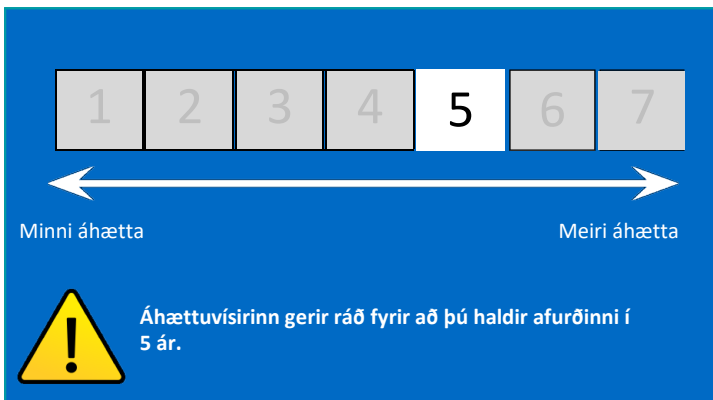 1 2 3 4 5 6 7
Minni áhætta Meiri áhætta
Áhættuvísirinn gerir ráð fyrir að þú haldir afurðinni í
5 ár.